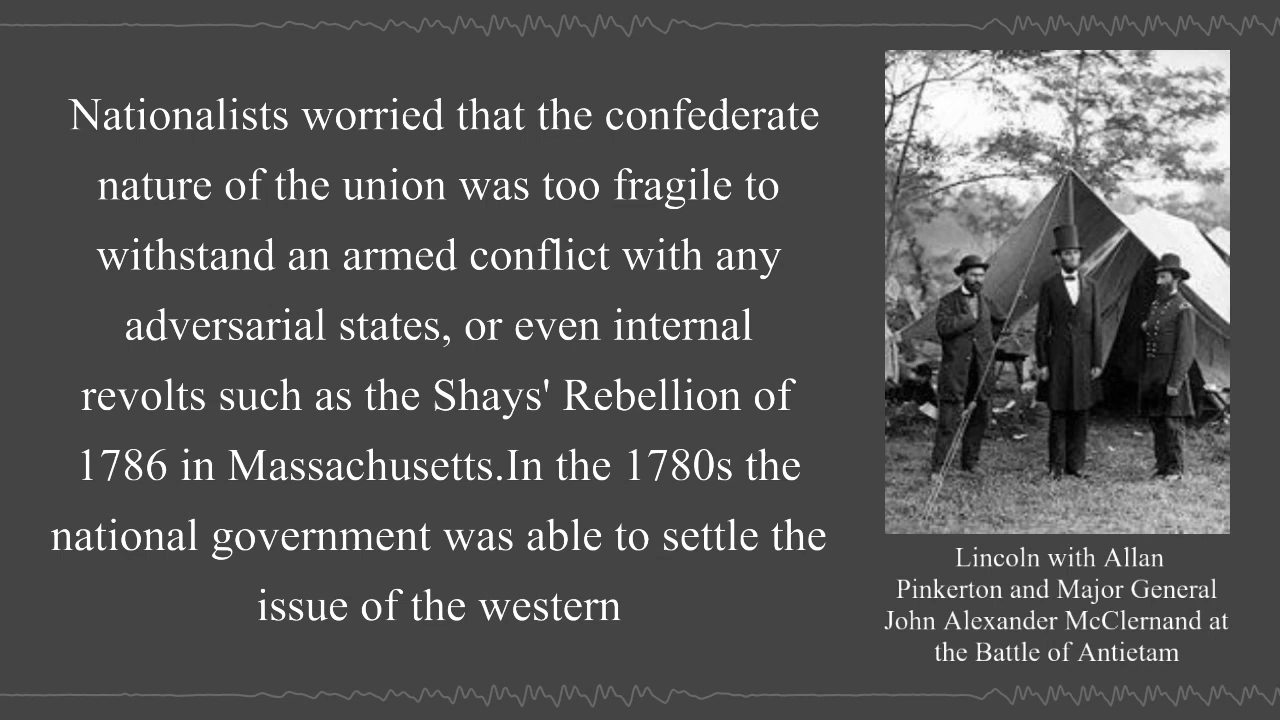 Nationalists worried that the confederate
nature of the union was too fragile to
withstand an armed conflict with any
adversarial states, or even internal
revolts such as the Shays' Rebellion of
1786 in Massachusetts.In the 1780s the
national government was able to settle the
issue of the western
Lincoln with Allan
Pinkerton and Major General
John Alexander McClernand at
the Battle of Antietam